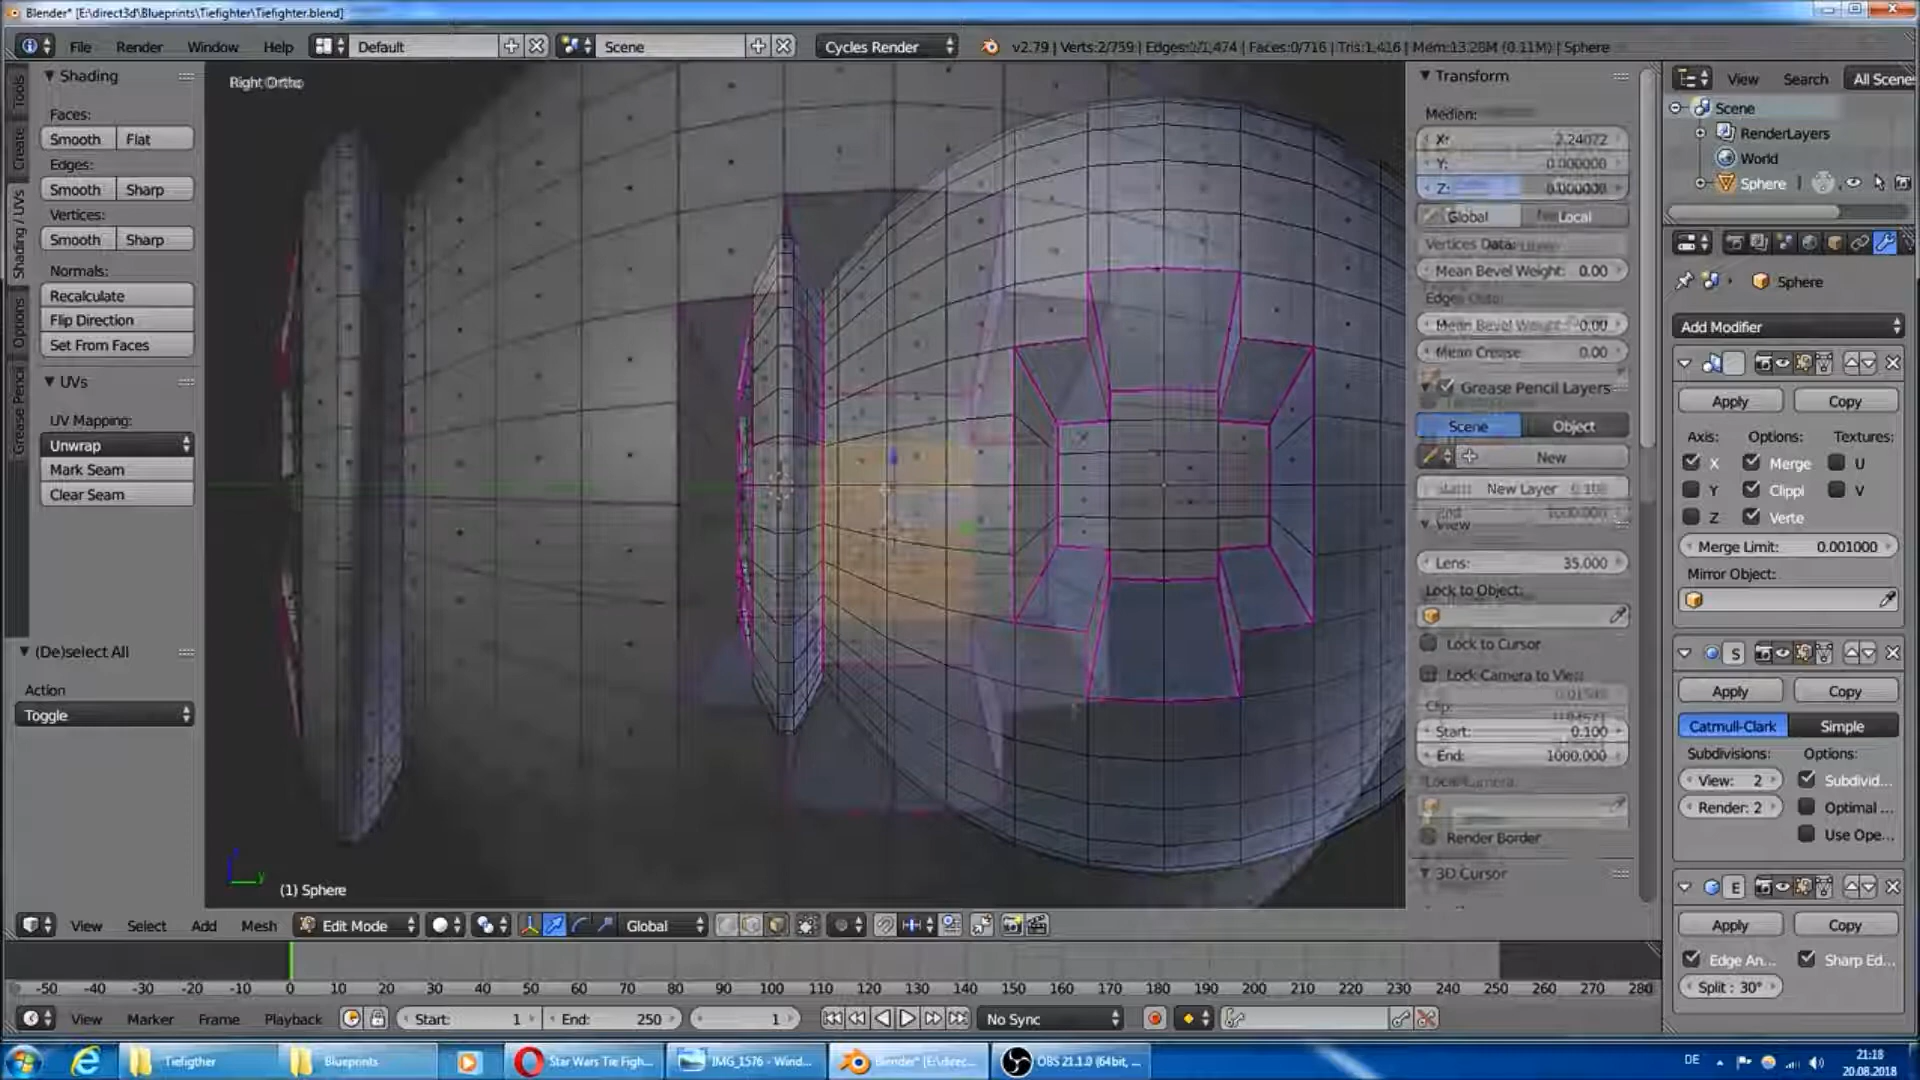 Blender* [E:\direct3d\Blueprints\Tiefighter\Tiefighter.blend]
File Render Window Help Default Scene Cycles Render v2.79 | Verts:2/759 | Edges:1/1,474 | Faces:0/716 | Tris:1,416 | Mem:13.28M (0.11M) | Sphere
Tools
Create
Shading / UVs
Options
Grease Pencil
Shading
Faces:
Smooth Flat
Edges:
Smooth Sharp
Vertices:
Smooth Sharp
Normals:
Recalculate
Flip Direction
Set From Faces
UVs
UV Mapping:
Unwrap
Mark Seam
Clear Seam
(De)select All
Action
Toggle
Right Ortho
(1) Sphere
Transform
Median:
X: 2.24072
Y: 0.000000
Z: 0.000000
Global Local
Vertices Data:
Mean Bevel Weight: 0.00
Edges Data:
Mean Bevel Weight: 0.00
Mean Crease: 0.00
Grease Pencil Layers
Scene Object
New
New Layer
View
Lens: 35.000
Lock to Object:
Lock to Cursor
Lock Camera to View
Clip:
Start: 0.100
End: 1000.000
Local Camera:
Render Border
3D Cursor
View Search All Scene
Scene
RenderLayers
World
Sphere
Sphere
Add Modifier
Apply Copy
Axis: Options: Textures:
X Merge U
Y Clippi V
Z Verte
Merge Limit: 0.001000
Mirror Object:
S
Apply Copy
Catmull-Clark Simple
Subdivisions: Options:
View: 2 Subdivid...
Render: 2 Optimal ...
Use Ope...
E
Apply Copy
Edge An... Sharp Ed...
Split : 30°
View Select Add Mesh Edit Mode Global
-50 -40 -30 -20 -10 0 10 20 30 40 50 60 70 80 90 100 110 120 130 140 150 160 170 180 190 200 210 220 230 240 250 260 270 280
View Marker Frame Playback Start: 1 End: 250 1 No Sync
Tiefigther Blueprints Star Wars Tie Figh... IMG_1576 - Wind... Blender* [E:\direc... OBS 21.1.0 (64bit, ... DE 21:18
20.08.2018